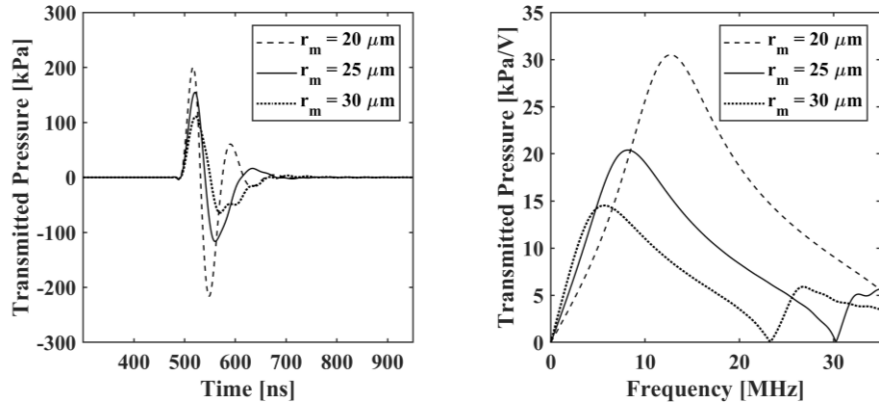 Transmitted Pressure [kPa]
300
200
100
0
-100
-200
-300
400 500 600 700 800 900
Time [ns]
r_m = 20 μm
r_m = 25 μm
r_m = 30 μm
Transmitted Pressure [kPa/V]
35
30
25
20
15
10
5
0
0 10 20 30
Frequency [MHz]
r_m = 20 μm
r_m = 25 μm
r_m = 30 μm